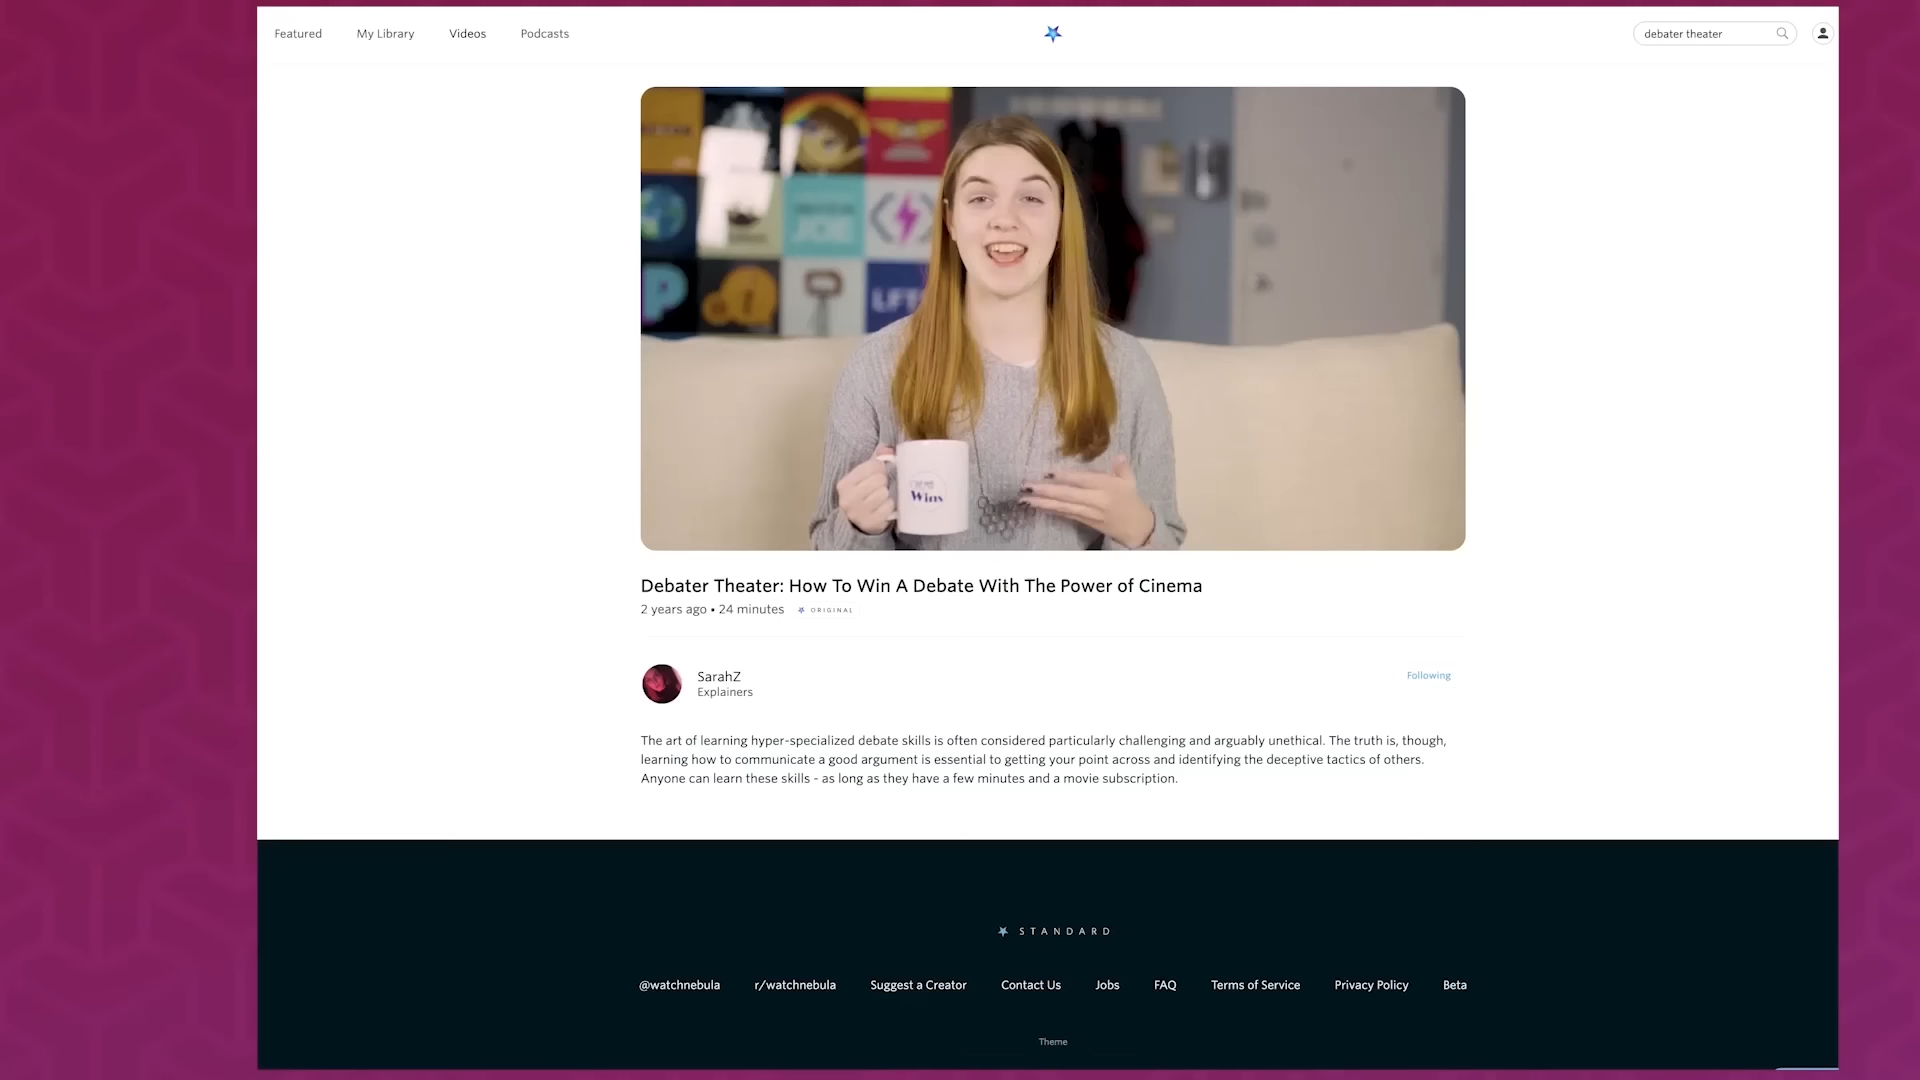 Featured
My Library
Videos
Podcasts
debater theater
JOE
LFT
Wins
Debater Theater: How To Win A Debate With The Power of Cinema
2 years ago • 24 minutes
ORIGINAL
SarahZ
Explainers
Following
The art of learning hyper-specialized debate skills is often considered particularly challenging and arguably unethical. The truth is, though,
learning how to communicate a good argument is essential to getting your point across and identifying the deceptive tactics of others.
Anyone can learn these skills - as long as they have a few minutes and a movie subscription.
STANDARD
@watchnebula
r/watchnebula
Suggest a Creator
Contact Us
Jobs
FAQ
Terms of Service
Privacy Policy
Beta
Theme